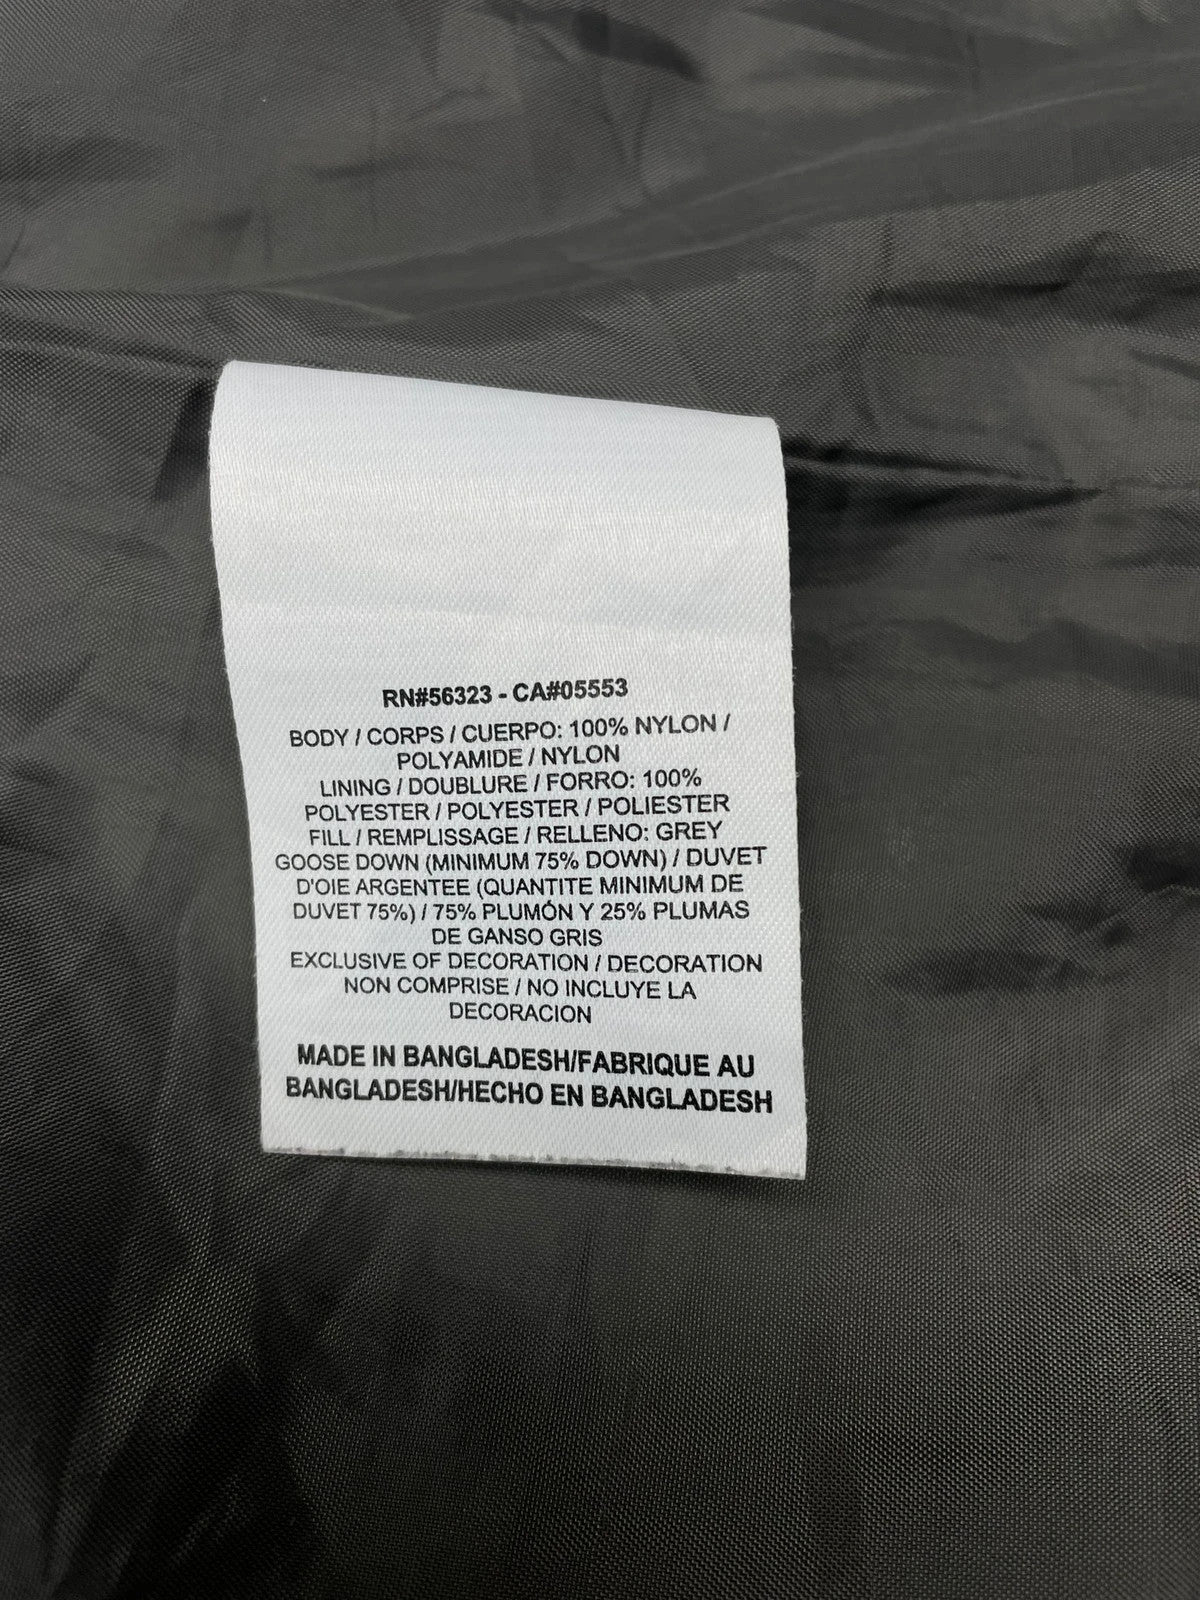 RN#56323 - CA#05553
BODY / CORPS / CUERPO: 100% NYLON /
POLYAMIDE / NYLON
LINING / DOUBLURE / FORRO: 100%
POLYESTER / POLYESTER / POLIESTER
FILL / REMPLISSAGE / RELLENO: GREY
GOOSE DOWN (MINIMUM 75% DOWN) / DUVET
D'OIE ARGENTEE (QUANTITE MINIMUM DE
DUVET 75%) / 75% PLUMÓN Y 25% PLUMAS
DE GANSO GRIS
EXCLUSIVE OF DECORATION / DECORATION
NON COMPRISE / NO INCLUYE LA
DECORACION
MADE IN BANGLADESH/FABRIQUE AU
BANGLADESH/HECHO EN BANGLADESH